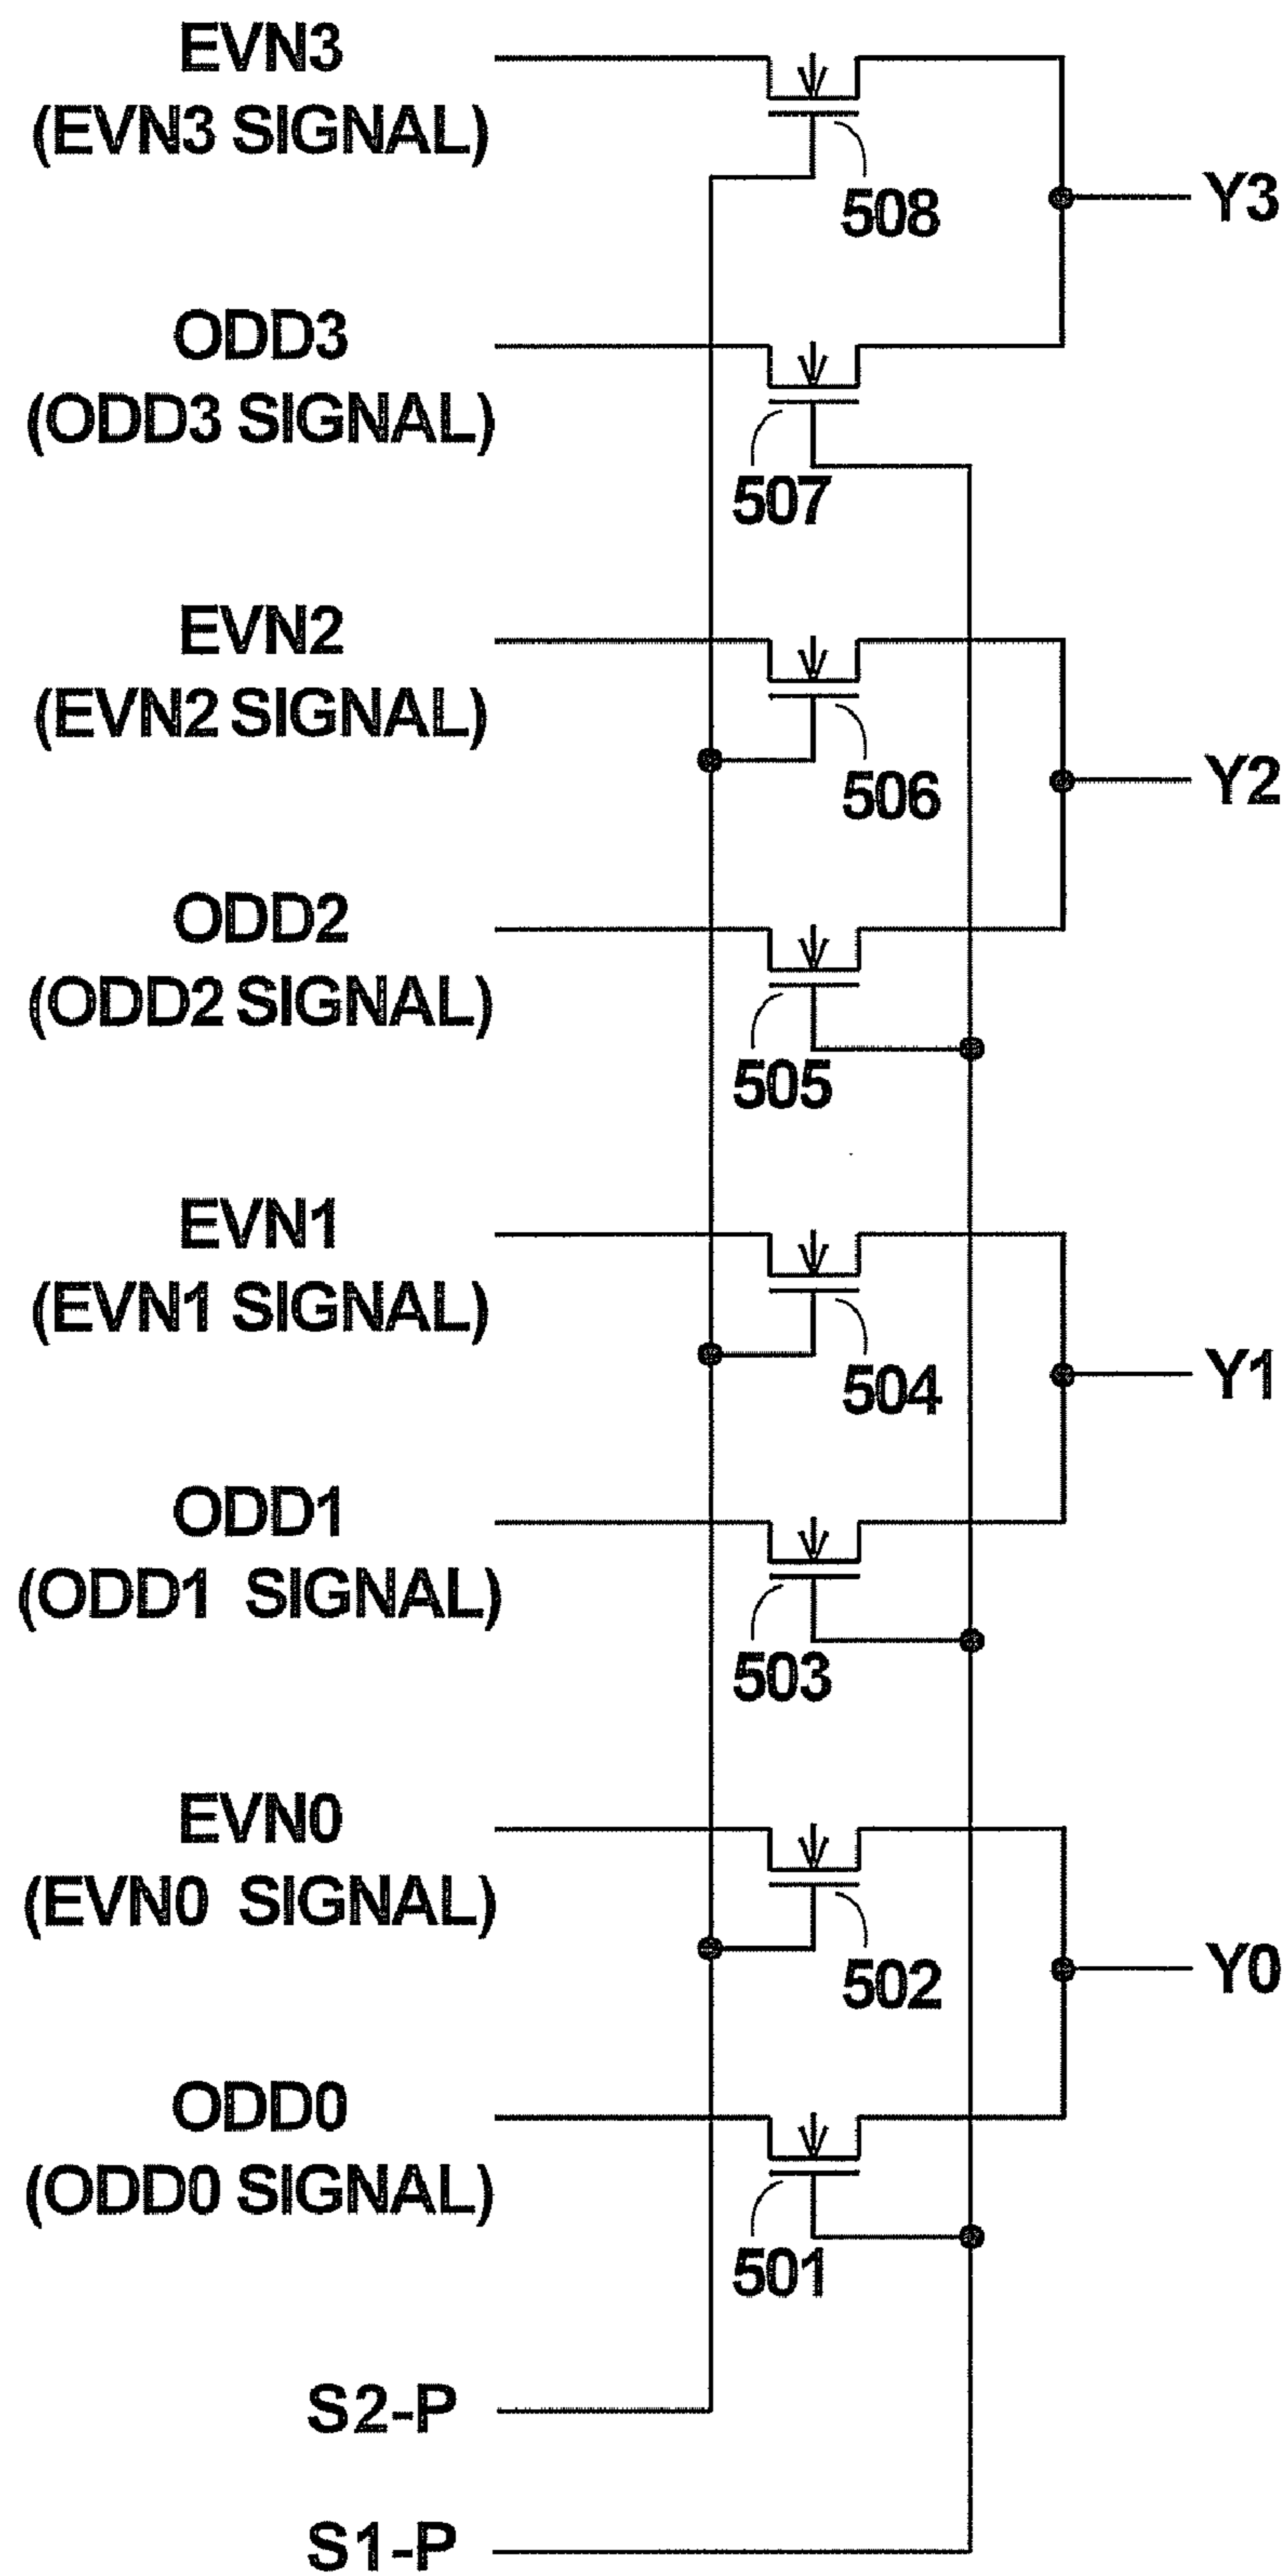 EVN3
(EVN3 SIGNAL)
508
Y3
ODD3
(ODD3 SIGNAL)
507
EVN2
(EVN2 SIGNAL)
506
Y2
ODD2
(ODD2 SIGNAL)
505
EVN1
(EVN1 SIGNAL)
504
Y1
ODD1
(ODD1 SIGNAL)
503
EVN0
(EVN0 SIGNAL)
502
Y0
ODD0
(ODD0 SIGNAL)
501
S2-P
S1-P